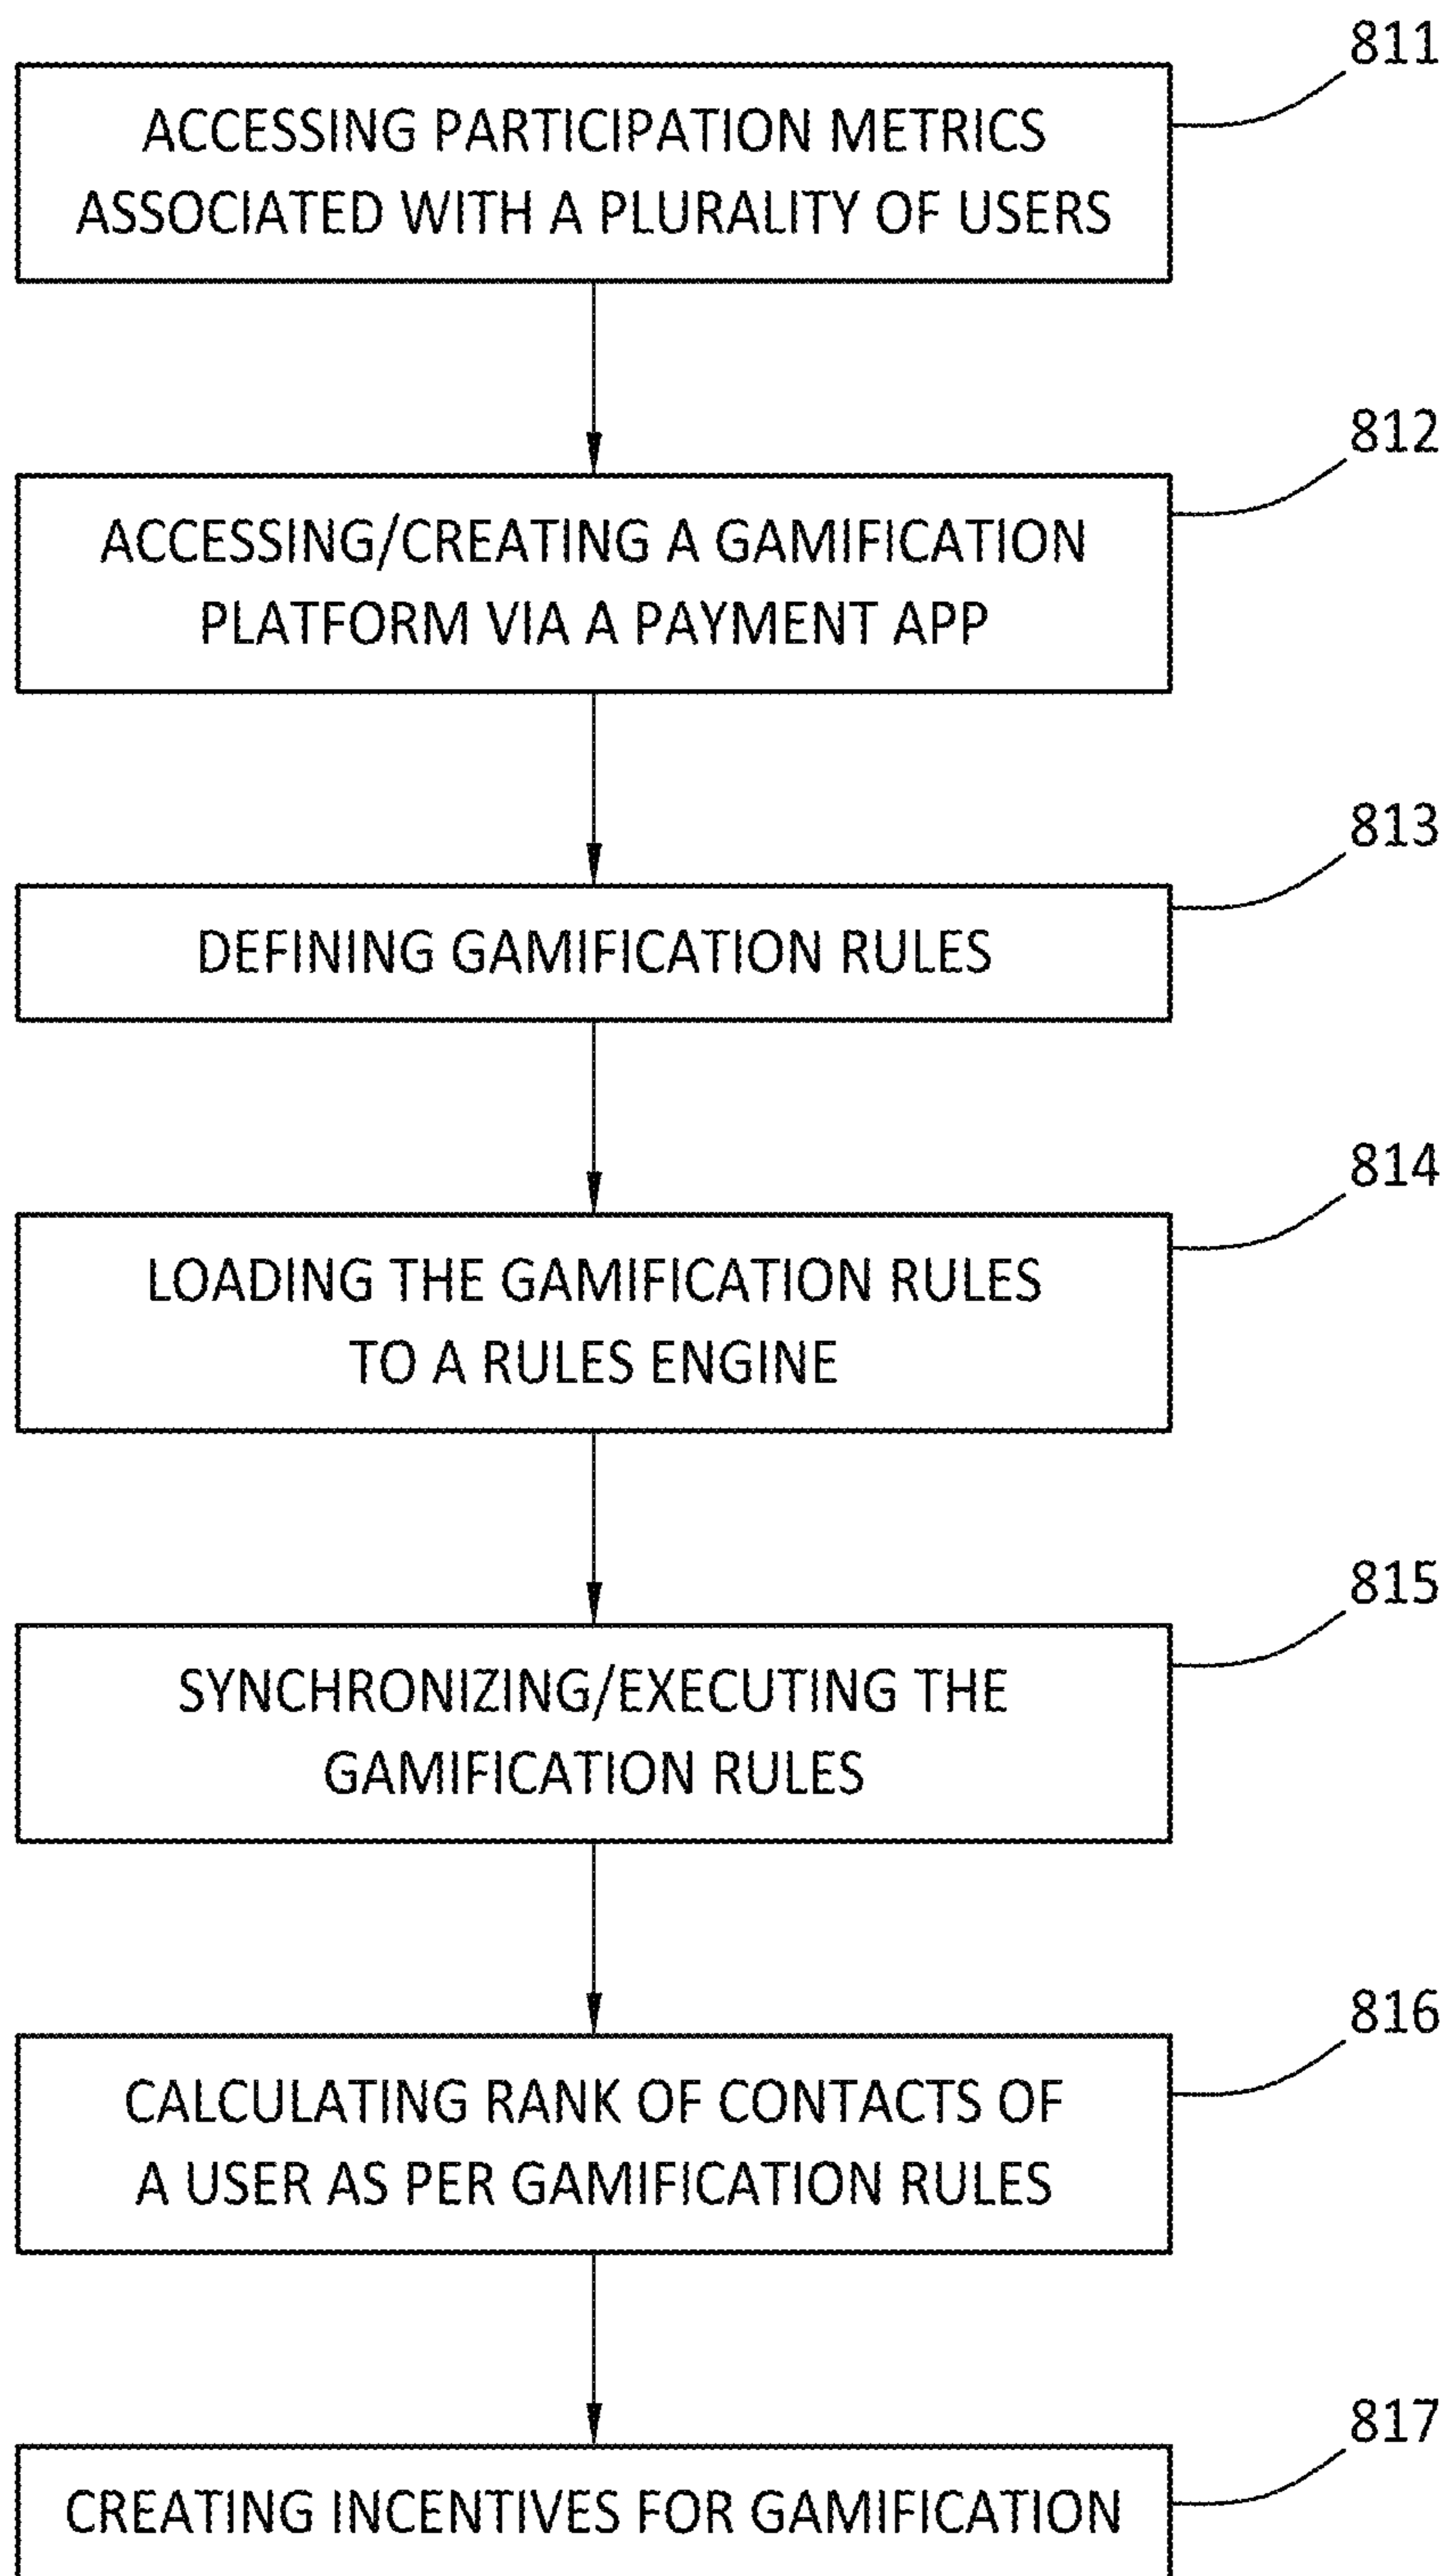 811
ACCESSING PARTICIPATION METRICS
ASSOCIATED WITH A PLURALITY OF USERS
812
ACCESSING/CREATING A GAMIFICATION
PLATFORM VIA A PAYMENT APP
813
DEFINING GAMIFICATION RULES
814
LOADING THE GAMIFICATION RULES
TO A RULES ENGINE
815
SYNCHRONIZING/EXECUTING THE
GAMIFICATION RULES
816
CALCULATING RANK OF CONTACTS OF
A USER AS PER GAMIFICATION RULES
817
CREATING INCENTIVES FOR GAMIFICATION